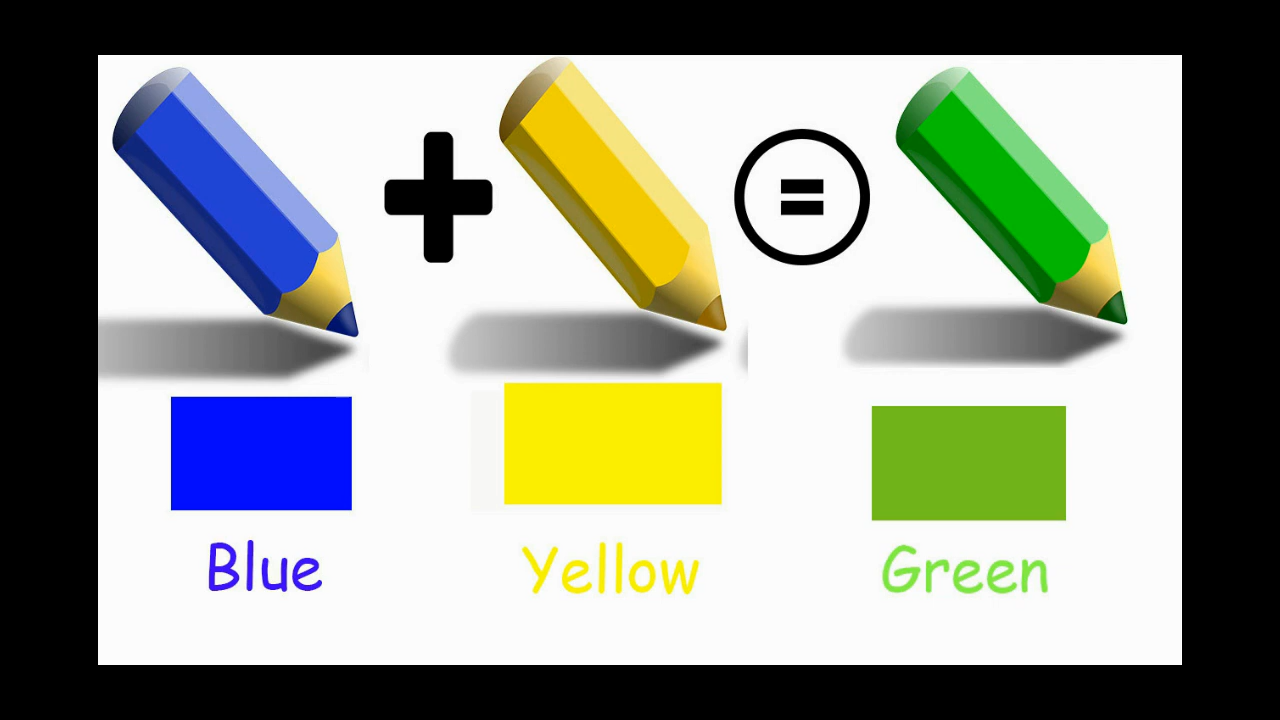 + =
Blue Yellow Green